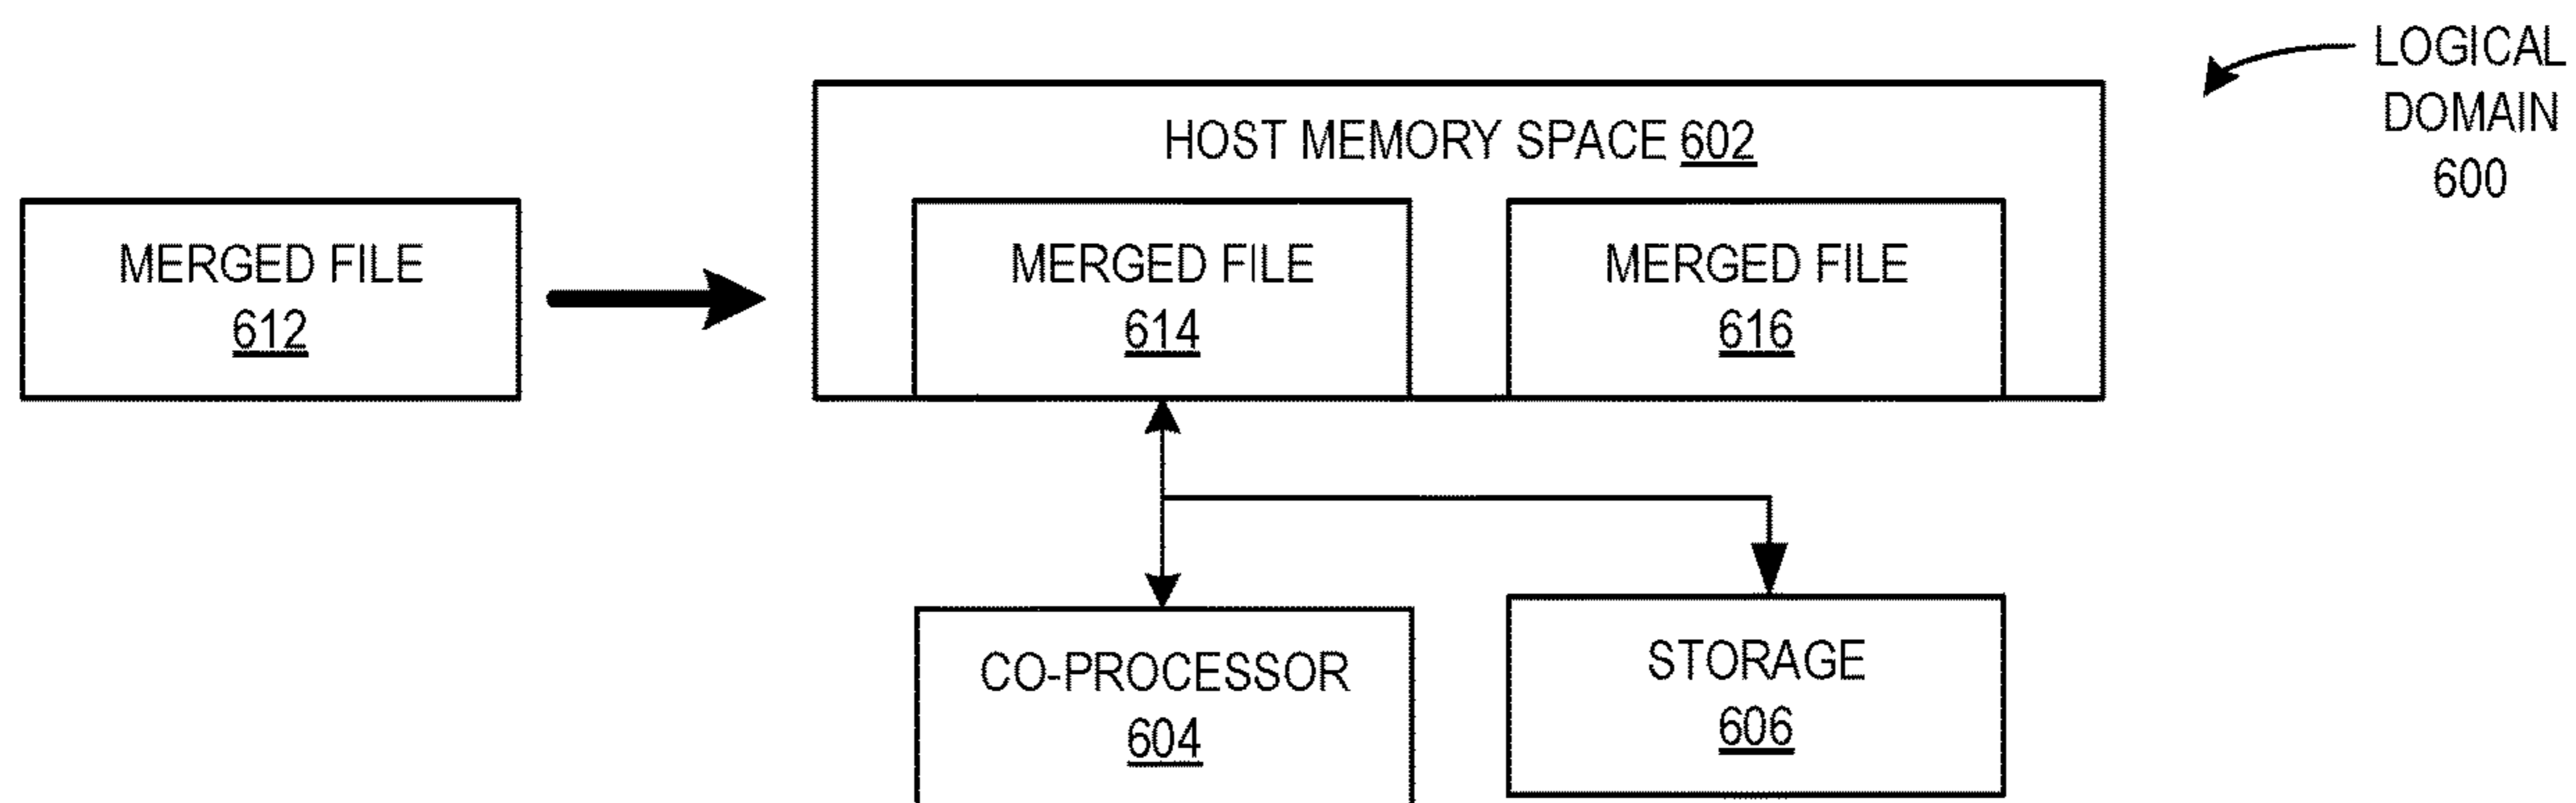 LOGICAL
DOMAIN
600
HOST MEMORY SPACE 602
MERGED FILE
612
MERGED FILE
614
MERGED FILE
616
CO-PROCESSOR
604
STORAGE
606